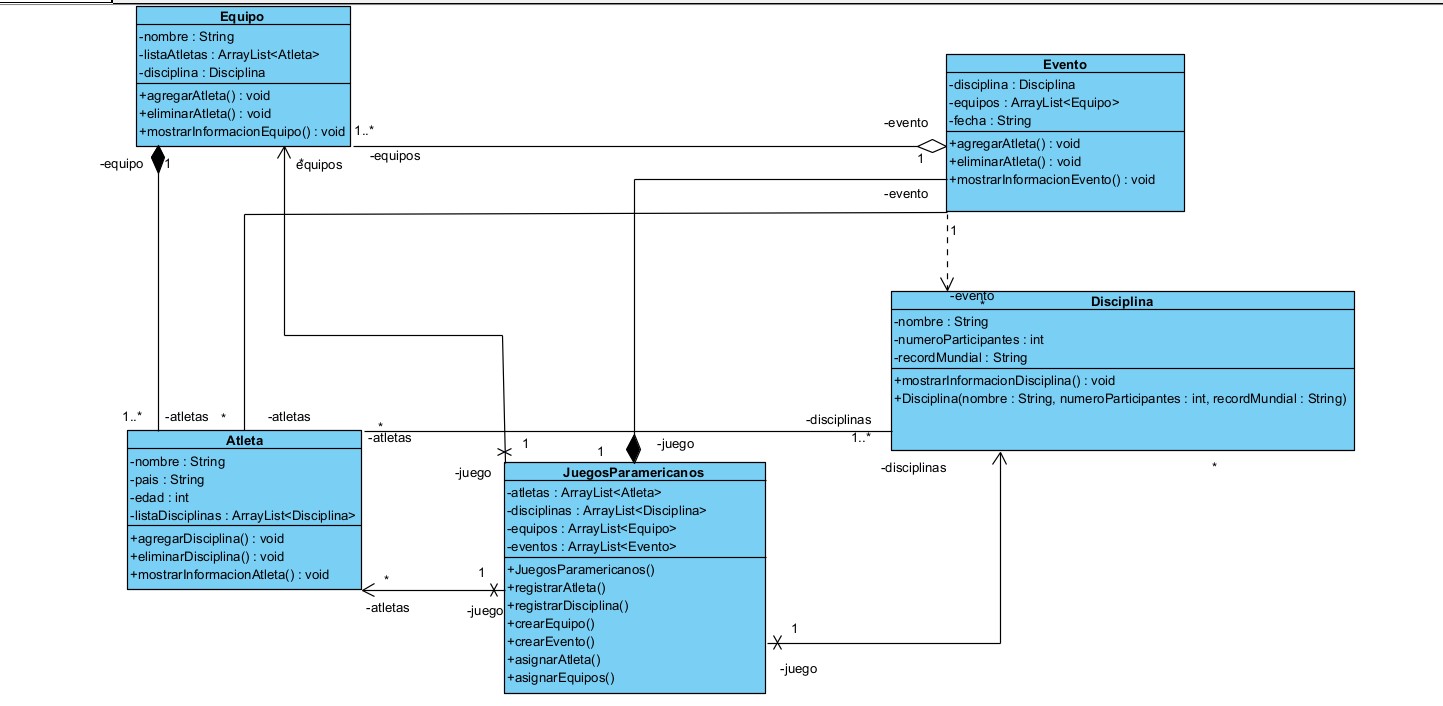 Equipo
-nombre : String
-listaAtletas : ArrayList<Atleta>
-disciplina : Disciplina
+agregarAtleta() : void
+eliminarAtleta() : void
+mostrarInformacionEquipo() : void
1..*
-equipos
-equipo
1
*
equipos
Evento
-disciplina : Disciplina
-equipos : ArrayList<Equipo>
-fecha : String
+agregarAtleta() : void
+eliminarAtleta() : void
+mostrarInformacionEvento() : void
-evento
1
-evento
1
-evento
*
Disciplina
-nombre : String
-numeroParticipantes : int
-recordMundial : String
+mostrarInformacionDisciplina() : void
+Disciplina(nombre : String, numeroParticipantes : int, recordMundial : String)
-disciplinas
1..*
-disciplinas
*
1..*
-atletas
*
-atletas
*
-atletas
Atleta
-nombre : String
-pais : String
-edad : int
-listaDisciplinas : ArrayList<Disciplina>
+agregarDisciplina() : void
+eliminarDisciplina() : void
+mostrarInformacionAtleta() : void
*
-atletas
1
-juego
1
-juego
1
-juego
JuegosParamericanos
-atletas : ArrayList<Atleta>
-disciplinas : ArrayList<Disciplina>
-equipos : ArrayList<Equipo>
-eventos : ArrayList<Evento>
+JuegosParamericanos()
+registrarAtleta()
+registrarDisciplina()
+crearEquipo()
+crearEvento()
+asignarAtleta()
+asignarEquipos()
1
-juego